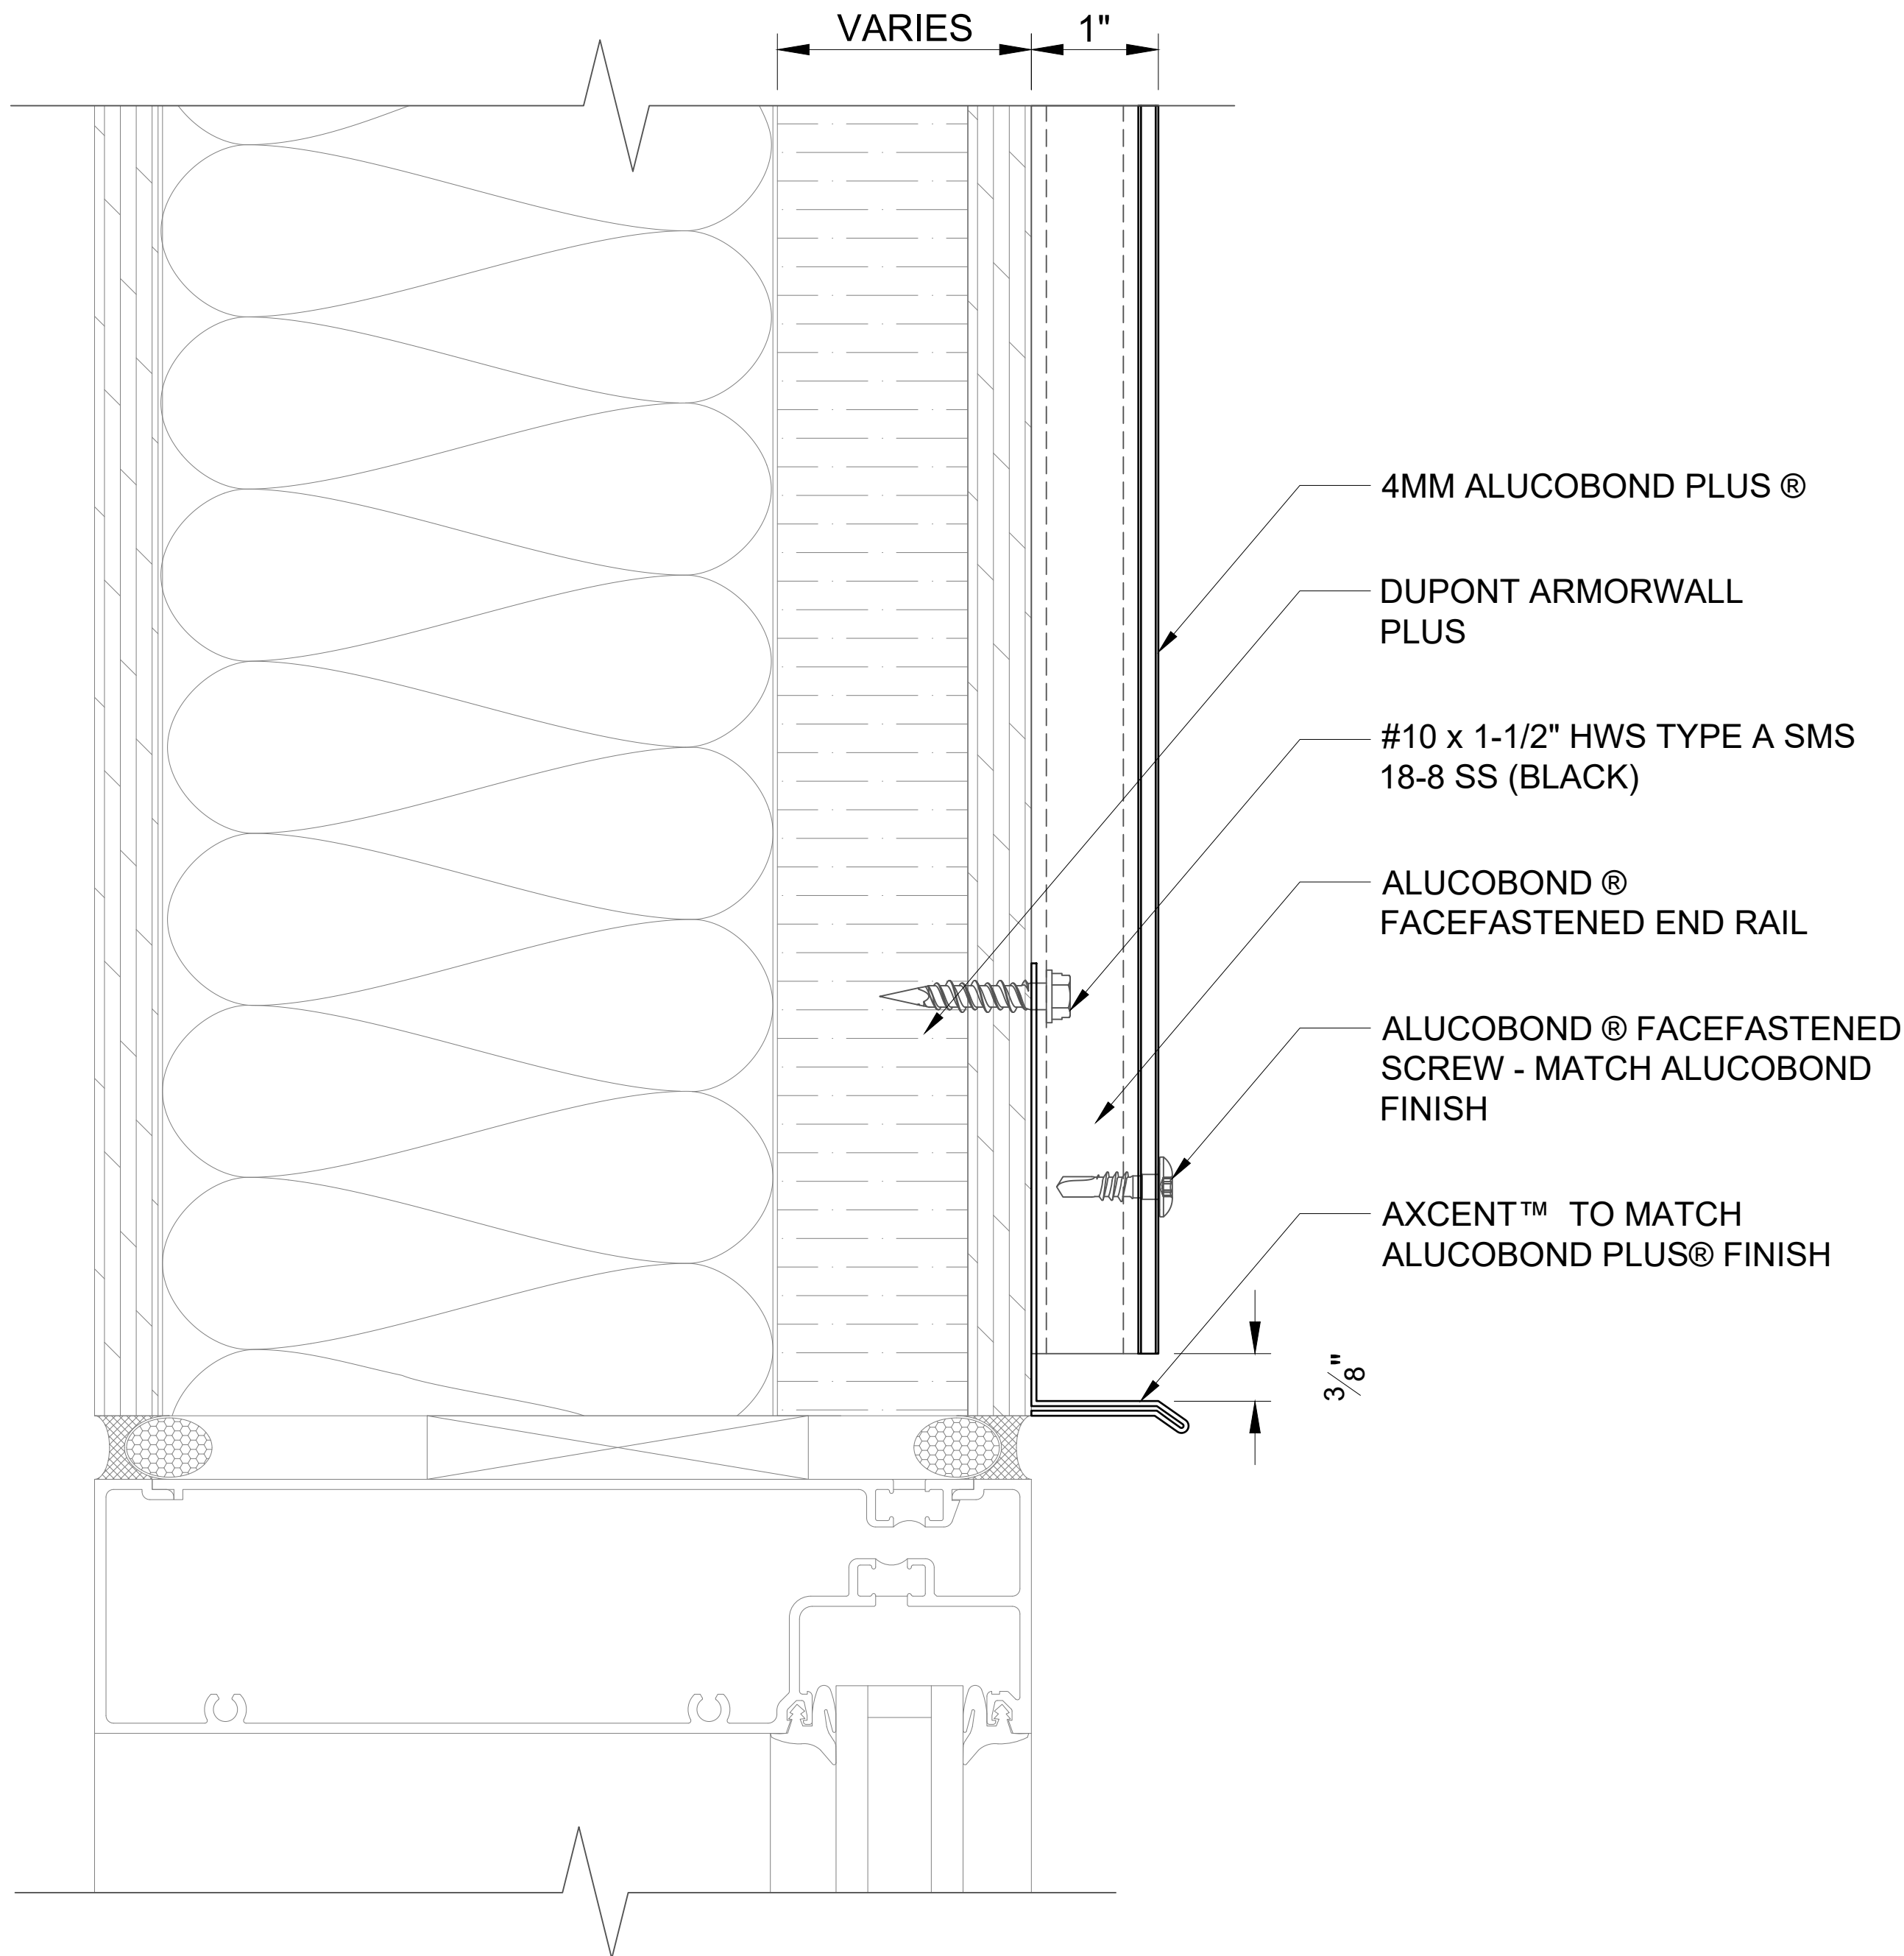 VARIES
1"
4MM ALUCOBOND PLUS ®
DUPONT ARMORWALL
PLUS
#10 x 1-1/2" HWS TYPE A SMS
18-8 SS (BLACK)
ALUCOBOND ®
FACEFASTENED END RAIL
ALUCOBOND ® FACEFASTENED
SCREW - MATCH ALUCOBOND
FINISH
AXCENT™ TO MATCH
ALUCOBOND PLUS® FINISH
3/8"